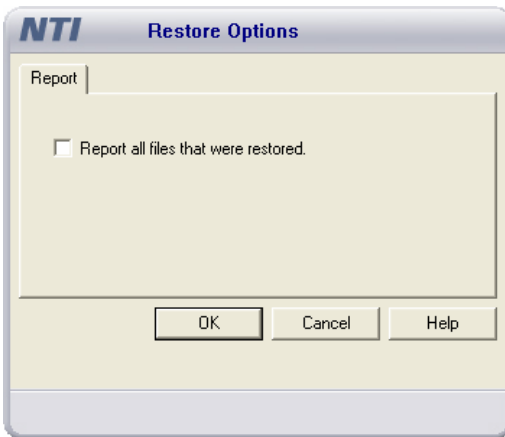 NTI Restore Options
Report
Report all files that were restored.
OK Cancel Help